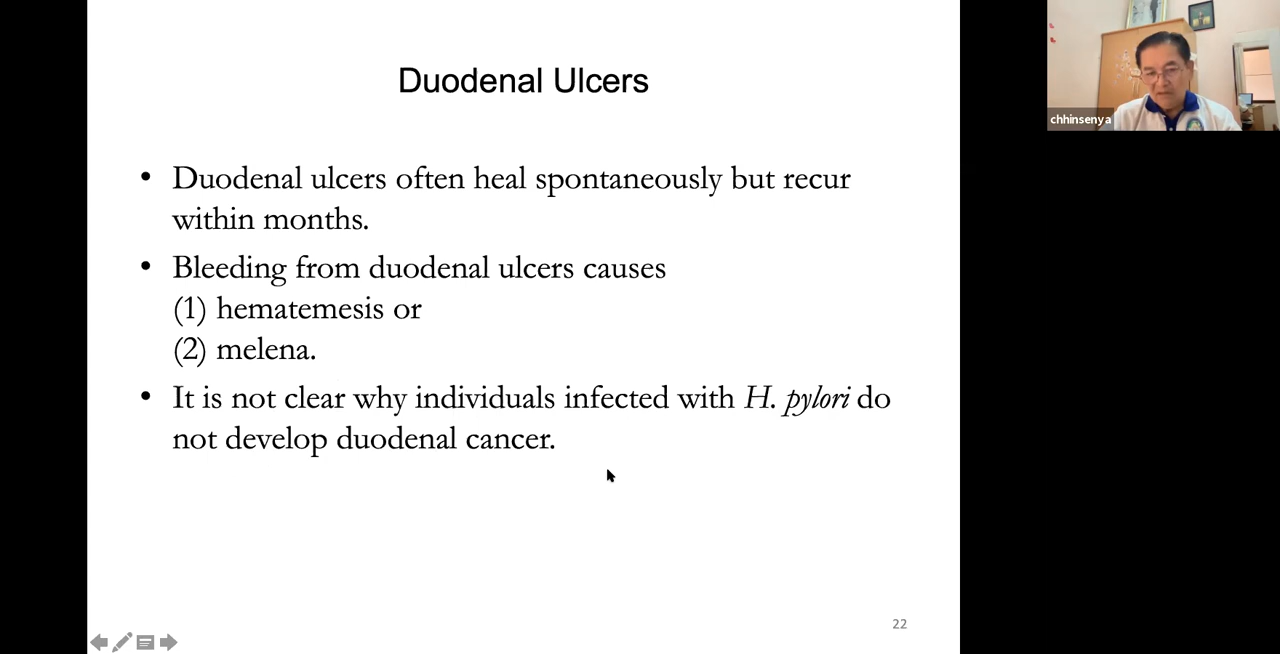 Duodenal Ulcers
chhinsenya
• Duodenal ulcers often heal spontaneously but recur
within months.
• Bleeding from duodenal ulcers causes
(1) hematemesis or
(2) melena.
• It is not clear why individuals infected with H. pylori do
not develop duodenal cancer.
22